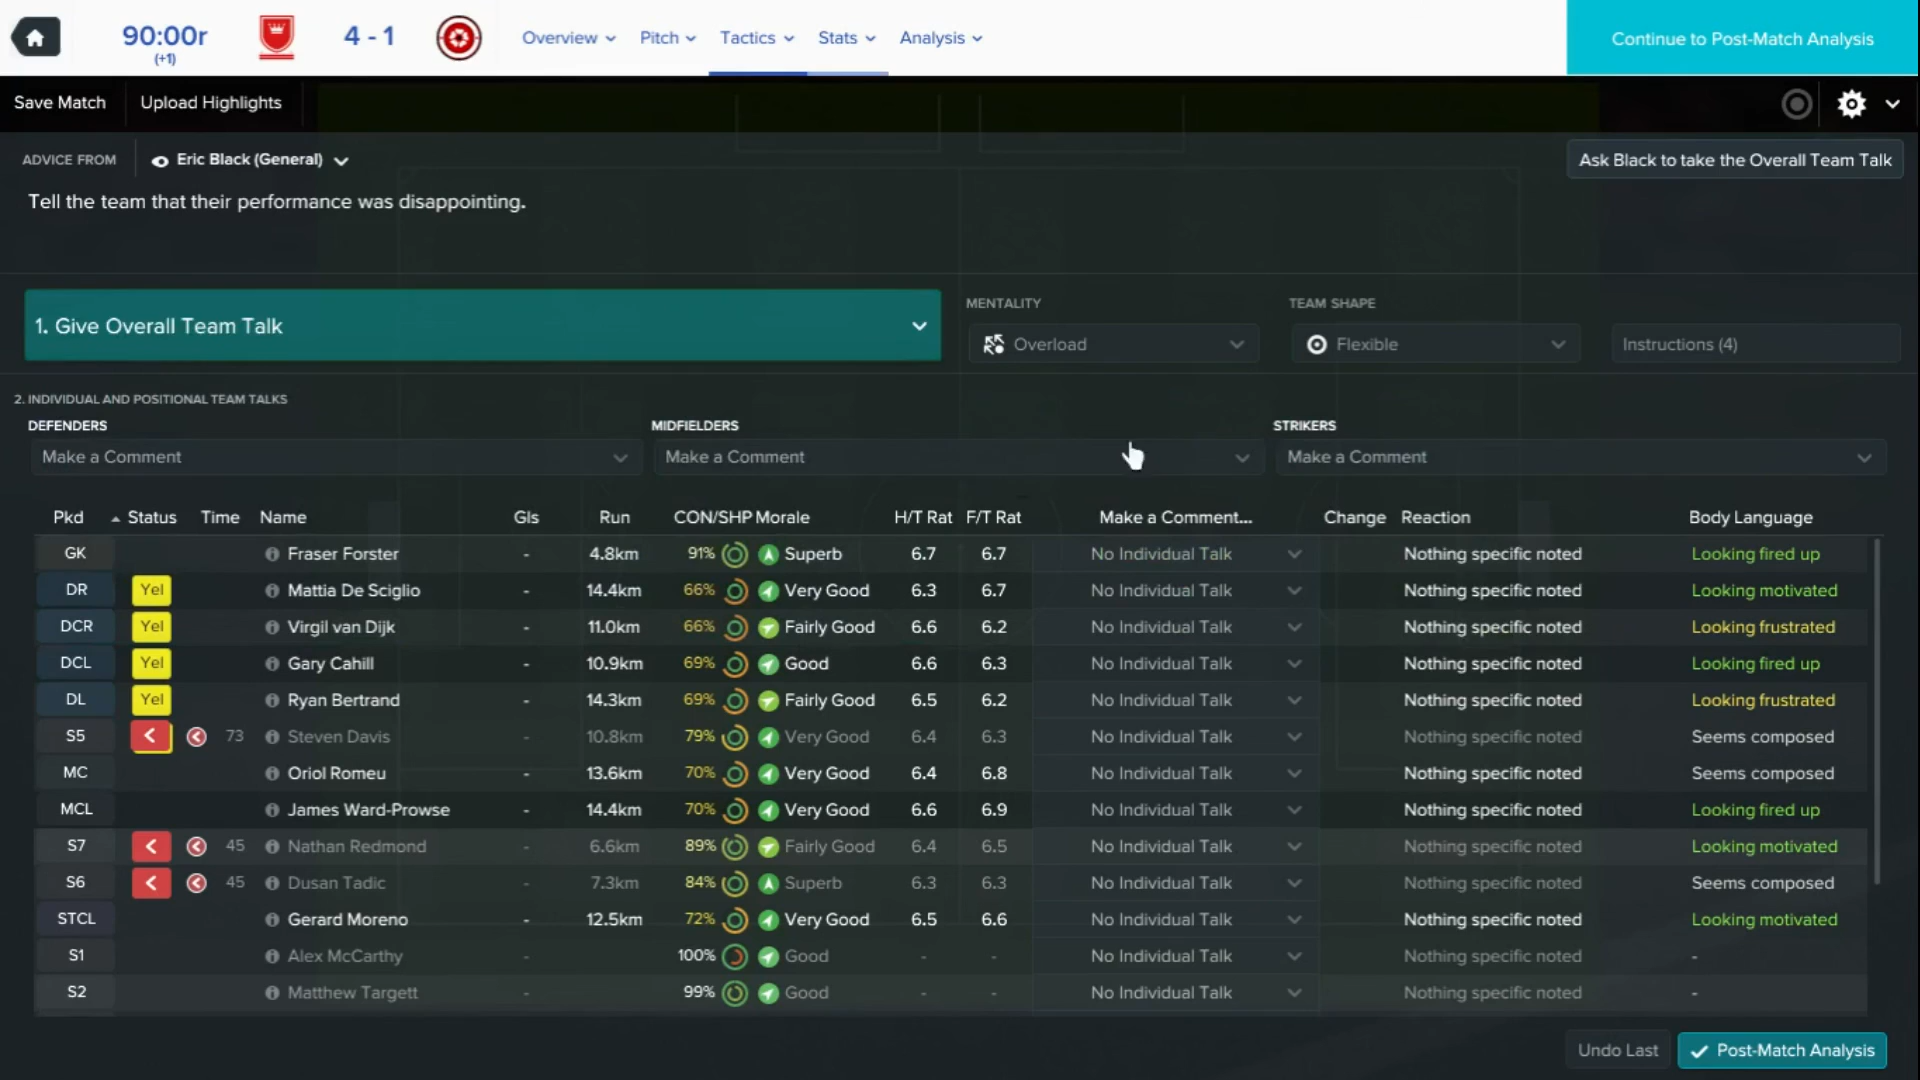 90:00r 4 - 1 Overview Pitch Tactics Stats Analysis Continue to Post-Match Analysis
(+1)
Save Match Upload Highlights
ADVICE FROM Eric Black (General) Ask Black to take the Overall Team Talk
Tell the team that their performance was disappointing.
MENTALITY TEAM SHAPE
1. Give Overall Team Talk Overload Flexible Instructions (4)
2. INDIVIDUAL AND POSITIONAL TEAM TALKS
DEFENDERS MIDFIELDERS STRIKERS
Make a Comment Make a Comment Make a Comment
Pkd Status Time Name Gls Run CON/SHP Morale H/T Rat F/T Rat Make a Comment... Change Reaction Body Language
GK Fraser Forster - 4.8km 91% Superb 6.7 6.7 No Individual Talk Nothing specific noted Looking fired up
DR Yel Mattia De Sciglio - 14.4km 66% Very Good 6.3 6.7 No Individual Talk Nothing specific noted Looking motivated
DCR Yel Virgil van Dijk - 11.0km 66% Fairly Good 6.6 6.2 No Individual Talk Nothing specific noted Looking frustrated
DCL Yel Gary Cahill - 10.9km 69% Good 6.6 6.3 No Individual Talk Nothing specific noted Looking fired up
DL Yel Ryan Bertrand - 14.3km 69% Fairly Good 6.5 6.2 No Individual Talk Nothing specific noted Looking frustrated
S5 73 Steven Davis - 10.8km 79% Very Good 6.4 6.3 No Individual Talk Nothing specific noted Seems composed
MC Oriol Romeu - 13.6km 70% Very Good 6.4 6.8 No Individual Talk Nothing specific noted Seems composed
MCL James Ward-Prowse - 14.4km 70% Very Good 6.6 6.9 No Individual Talk Nothing specific noted Looking fired up
S7 45 Nathan Redmond - 6.6km 89% Fairly Good 6.4 6.5 No Individual Talk Nothing specific noted Looking motivated
S6 45 Dusan Tadic - 7.3km 84% Superb 6.3 6.3 No Individual Talk Nothing specific noted Seems composed
STCL Gerard Moreno - 12.5km 72% Very Good 6.5 6.6 No Individual Talk Nothing specific noted Looking motivated
S1 Alex McCarthy - 100% Good - - No Individual Talk Nothing specific noted -
S2 Matthew Targett - 99% Good - - No Individual Talk Nothing specific noted -
Undo Last Post-Match Analysis